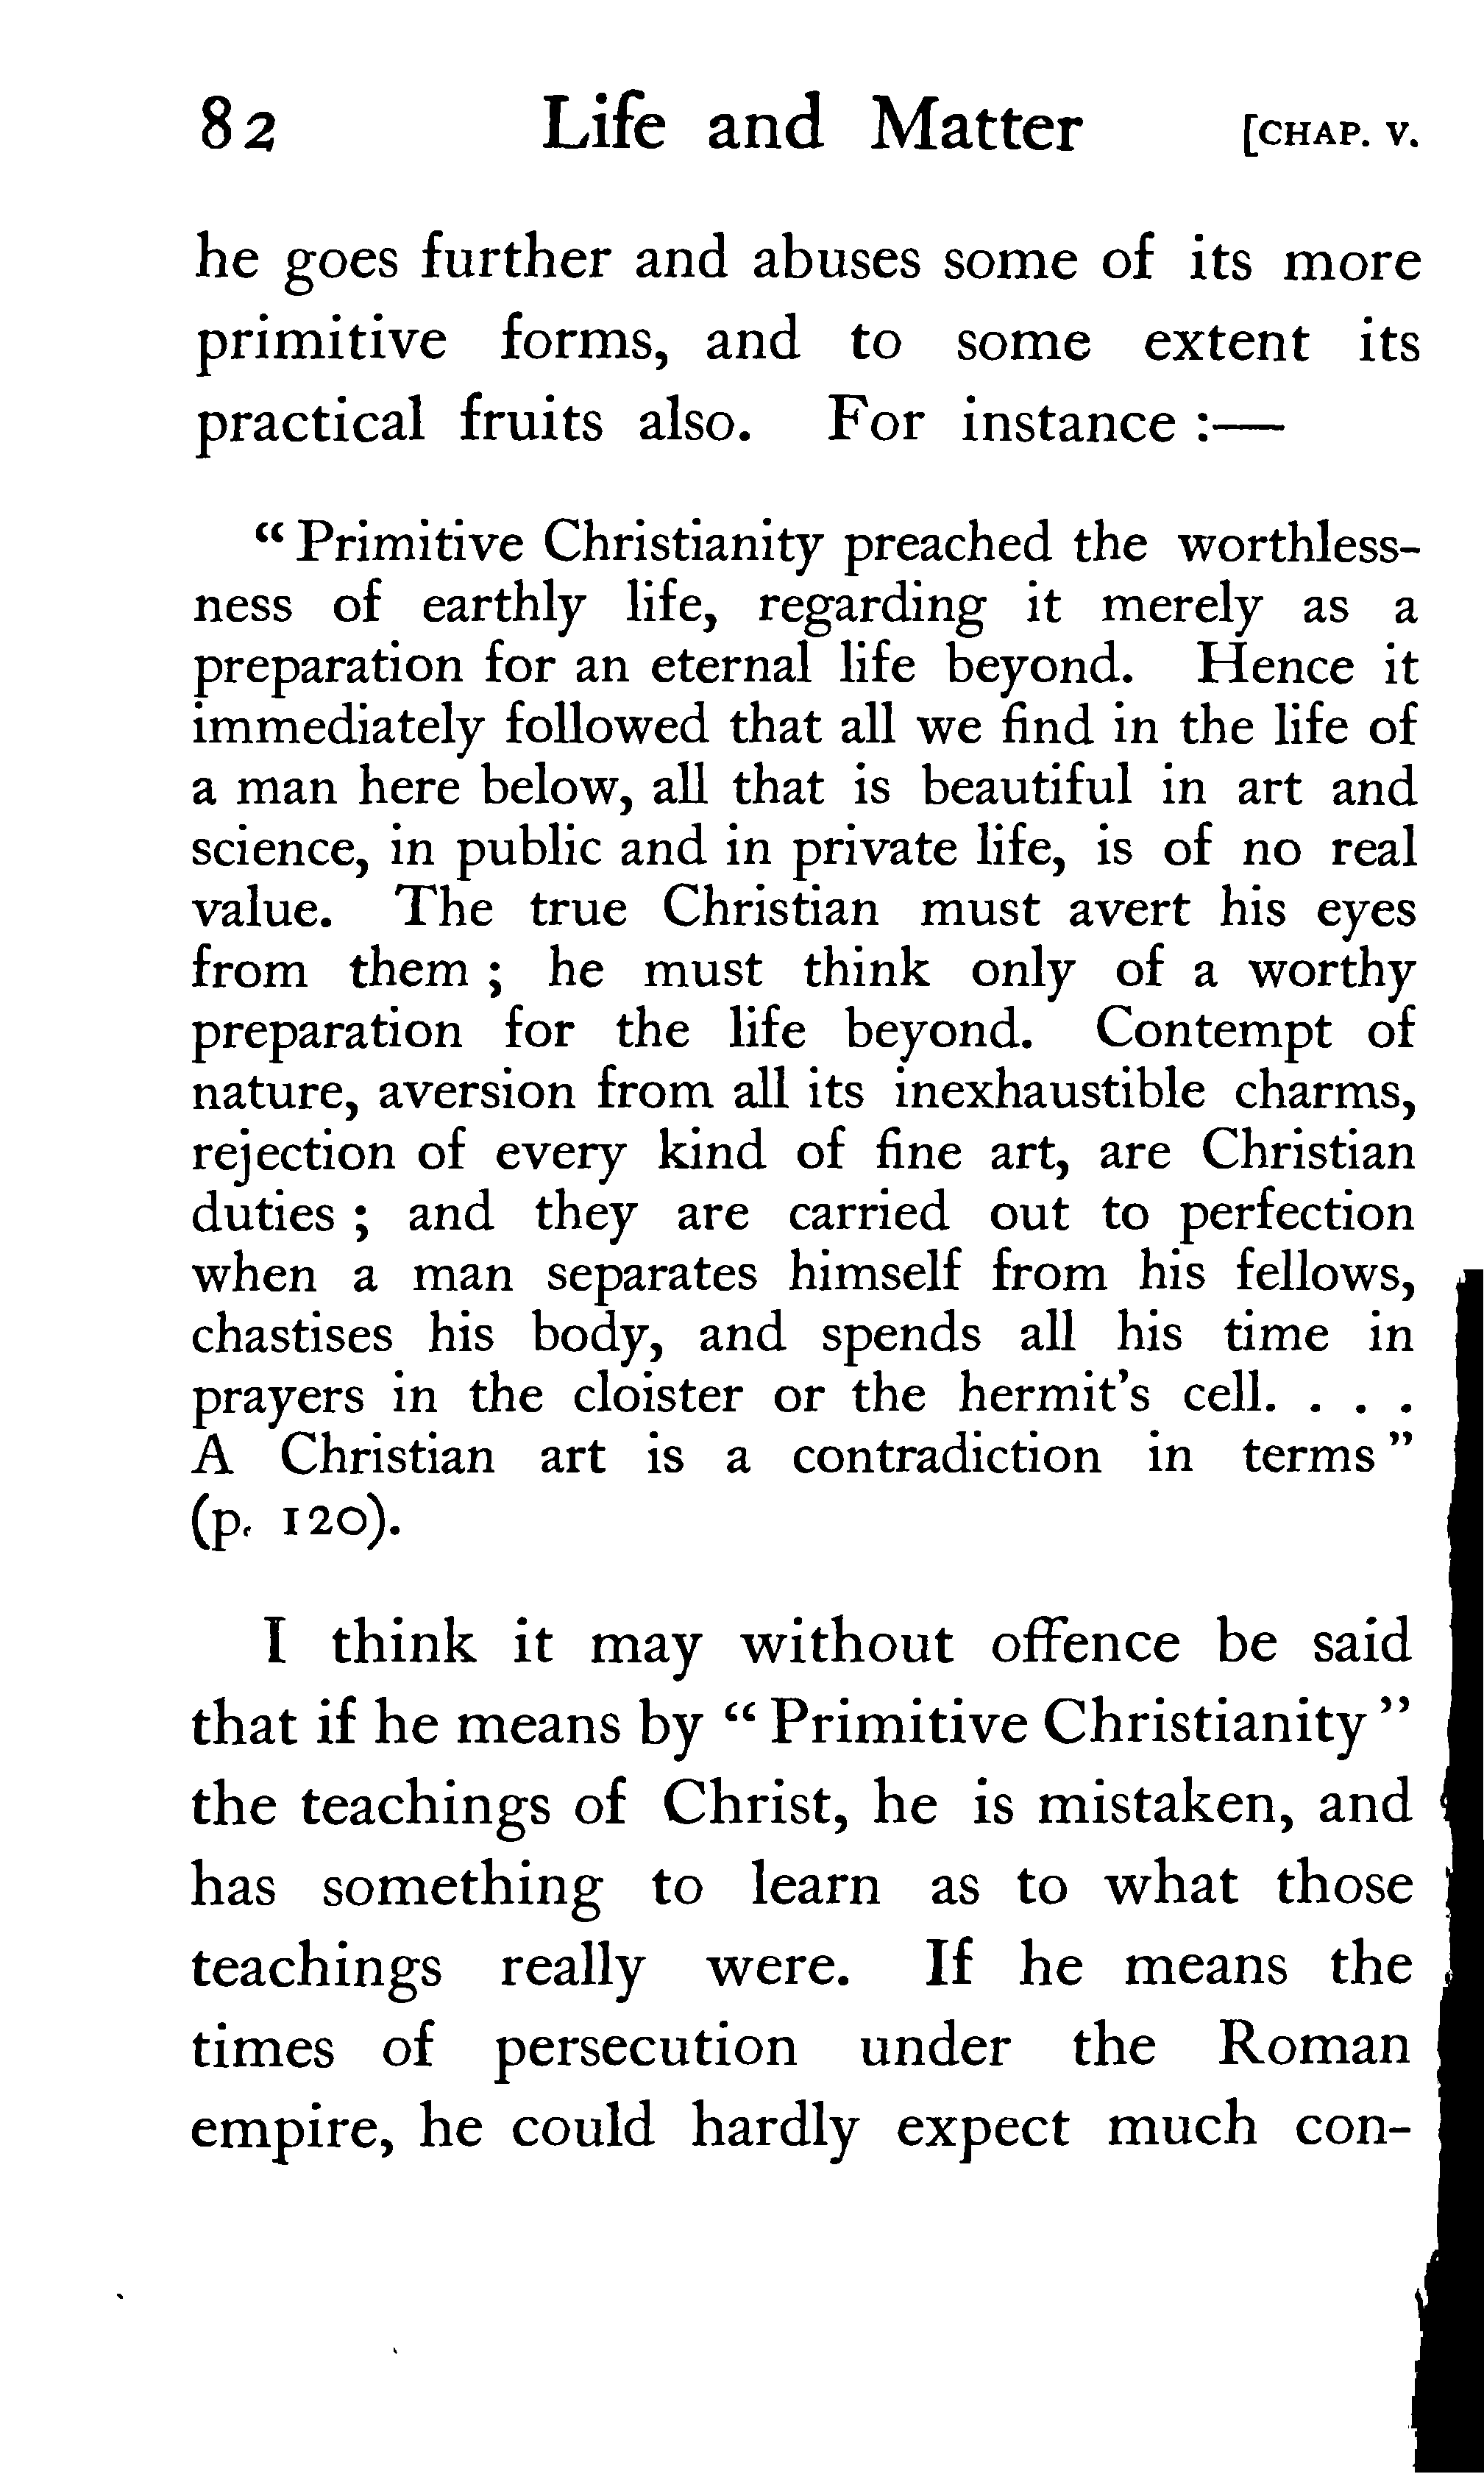 82 Life and Matter [CHAP. V.
he goes further and abuses some of its more
primitive forms, and to some extent its
practical fruits also. For instance :—
“ Primitive Christianity preached the worthless-
ness of earthly life, regarding it merely as a
preparation for an eternal life beyond. Hence it
immediately followed that all we find in the life of
a man here below, all that is beautiful in art and
science, in public and in private life, is of no real
value. The true Christian must avert his eyes
from them ; he must think only of a worthy
preparation for the life beyond. Contempt of
nature, aversion from all its inexhaustible charms,
rejection of every kind of fine art, are Christian
duties ; and they are carried out to perfection
when a man separates himself from his fellows,
chastises his body, and spends all his time in
prayers in the cloister or the hermit's cell. . . .
A Christian art is a contradiction in terms ”
(p. 120).
I think it may without offence be said
that if he means by “ Primitive Christianity ”
the teachings of Christ, he is mistaken, and
has something to learn as to what those
teachings really were. If he means the
times of persecution under the Roman
empire, he could hardly expect much con-